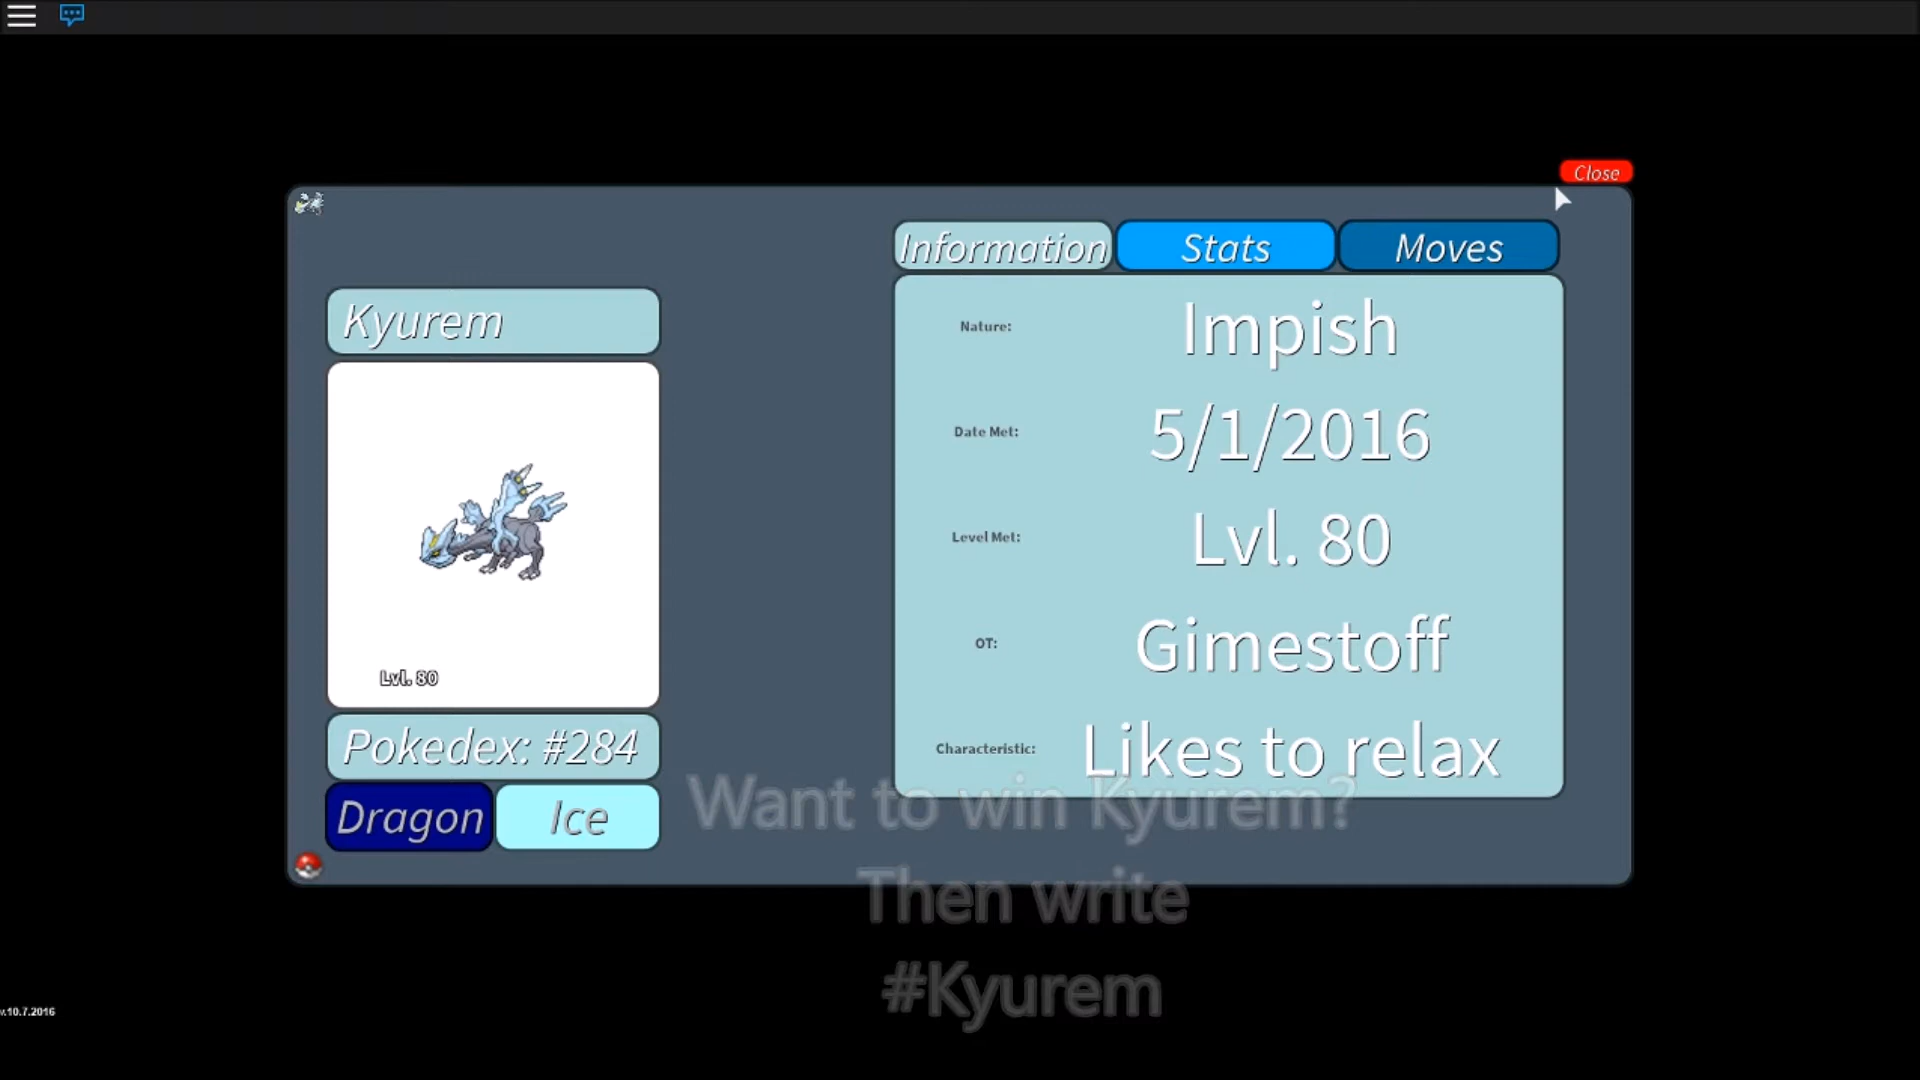 Close
Information Stats Moves
Kyurem
Nature: Impish
Date Met: 5/1/2016
Level Met: Lvl. 80
OT: Gimestoff
Lvl. 80
Pokedex: #284
Characteristic: Likes to relax
Dragon Ice
Want to win Kyurem?
Then write
#Kyurem
v.10.7.2016